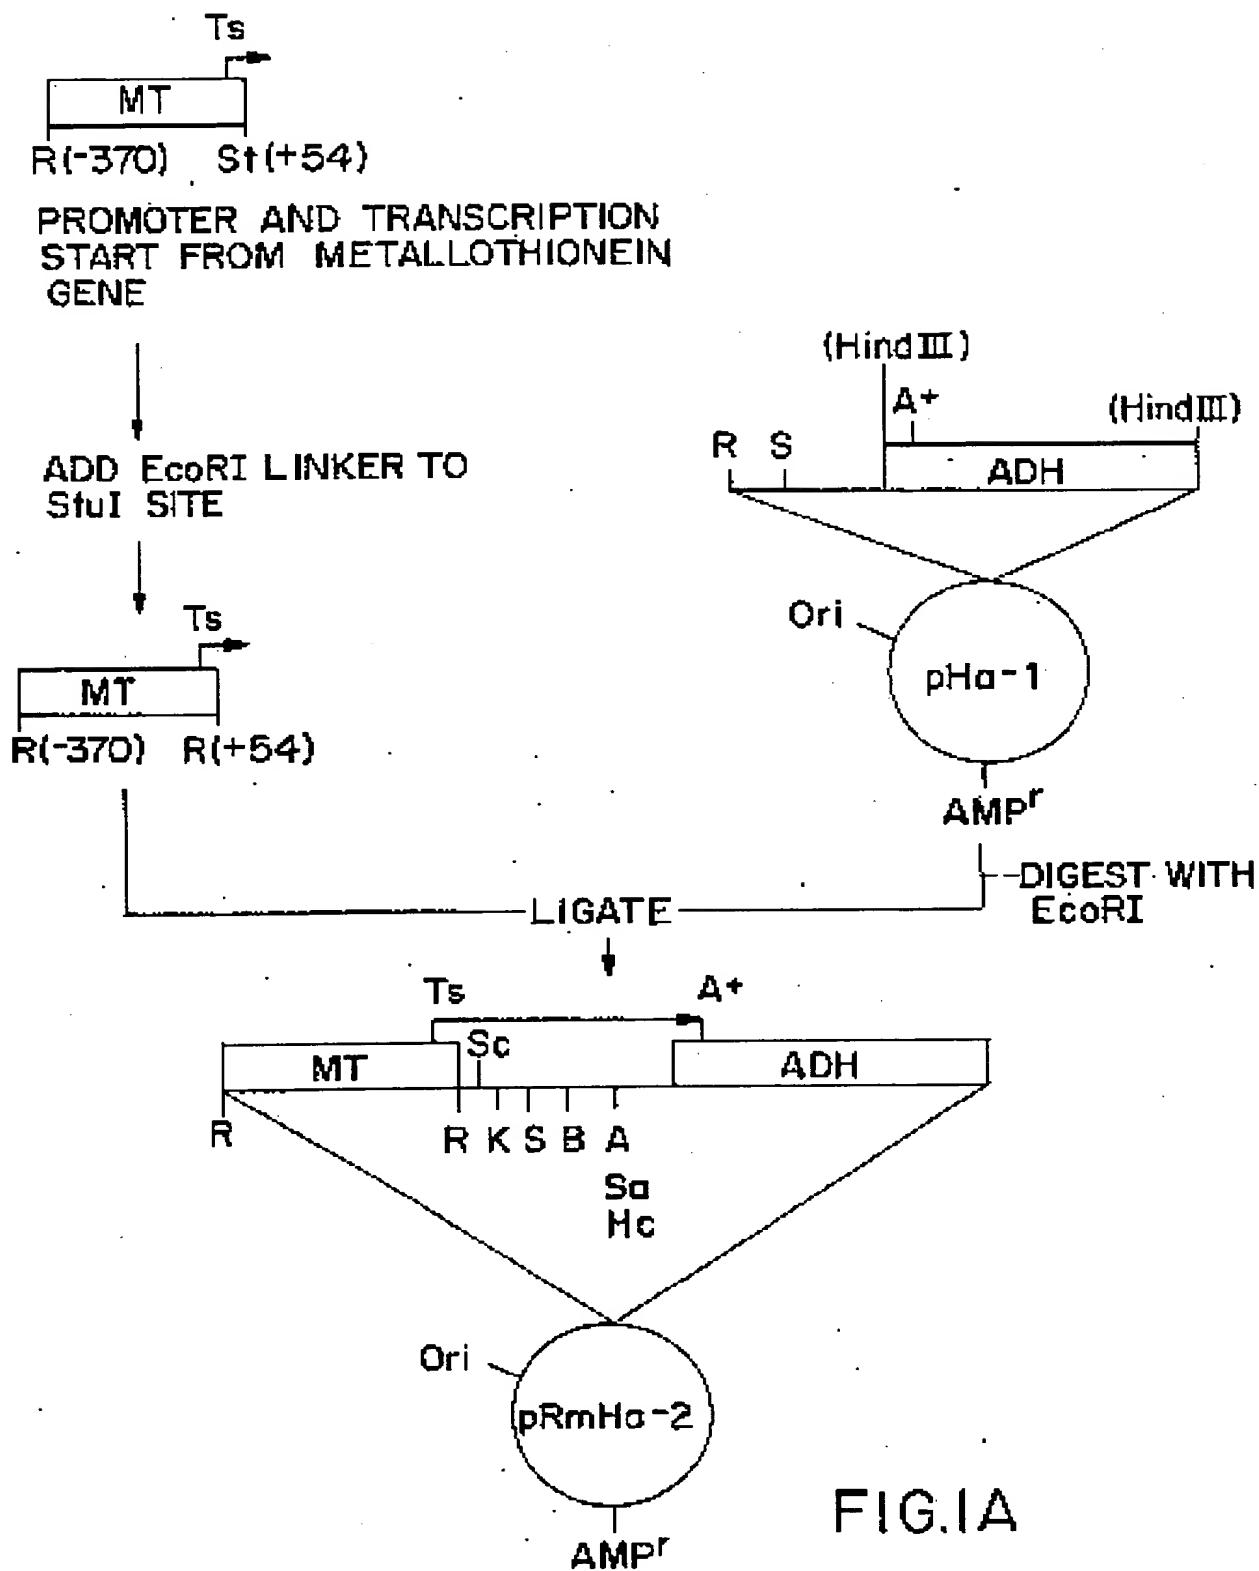 Ts
MT
R(-370) St(+54)
PROMOTER AND TRANSCRIPTION
START FROM METALLOTHIONEIN
GENE
ADD EcoRI LINKER TO
StuI SITE
Ts
MT
R(-370) R(+54)
(HindIII)
A+
(HindIII)
R S
ADH
Ori
pHa-1
AMPr
DIGEST WITH
EcoRI
LIGATE
Ts
A+
Sc
MT
ADH
R
R K S B A
Sa
Hc
Ori
pRmHa-2
AMPr
FIG.1A